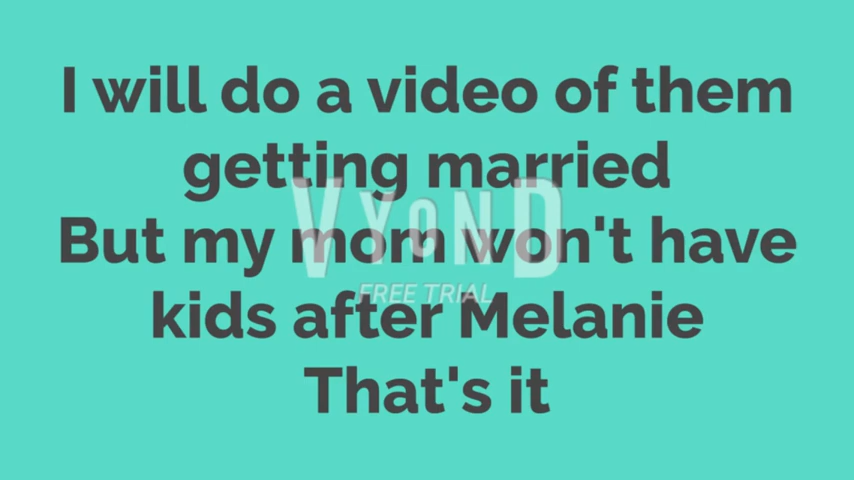 I will do a video of them
getting married
But my mom won't have
kids after Melanie
That's it
VYOND
FREE TRIAL